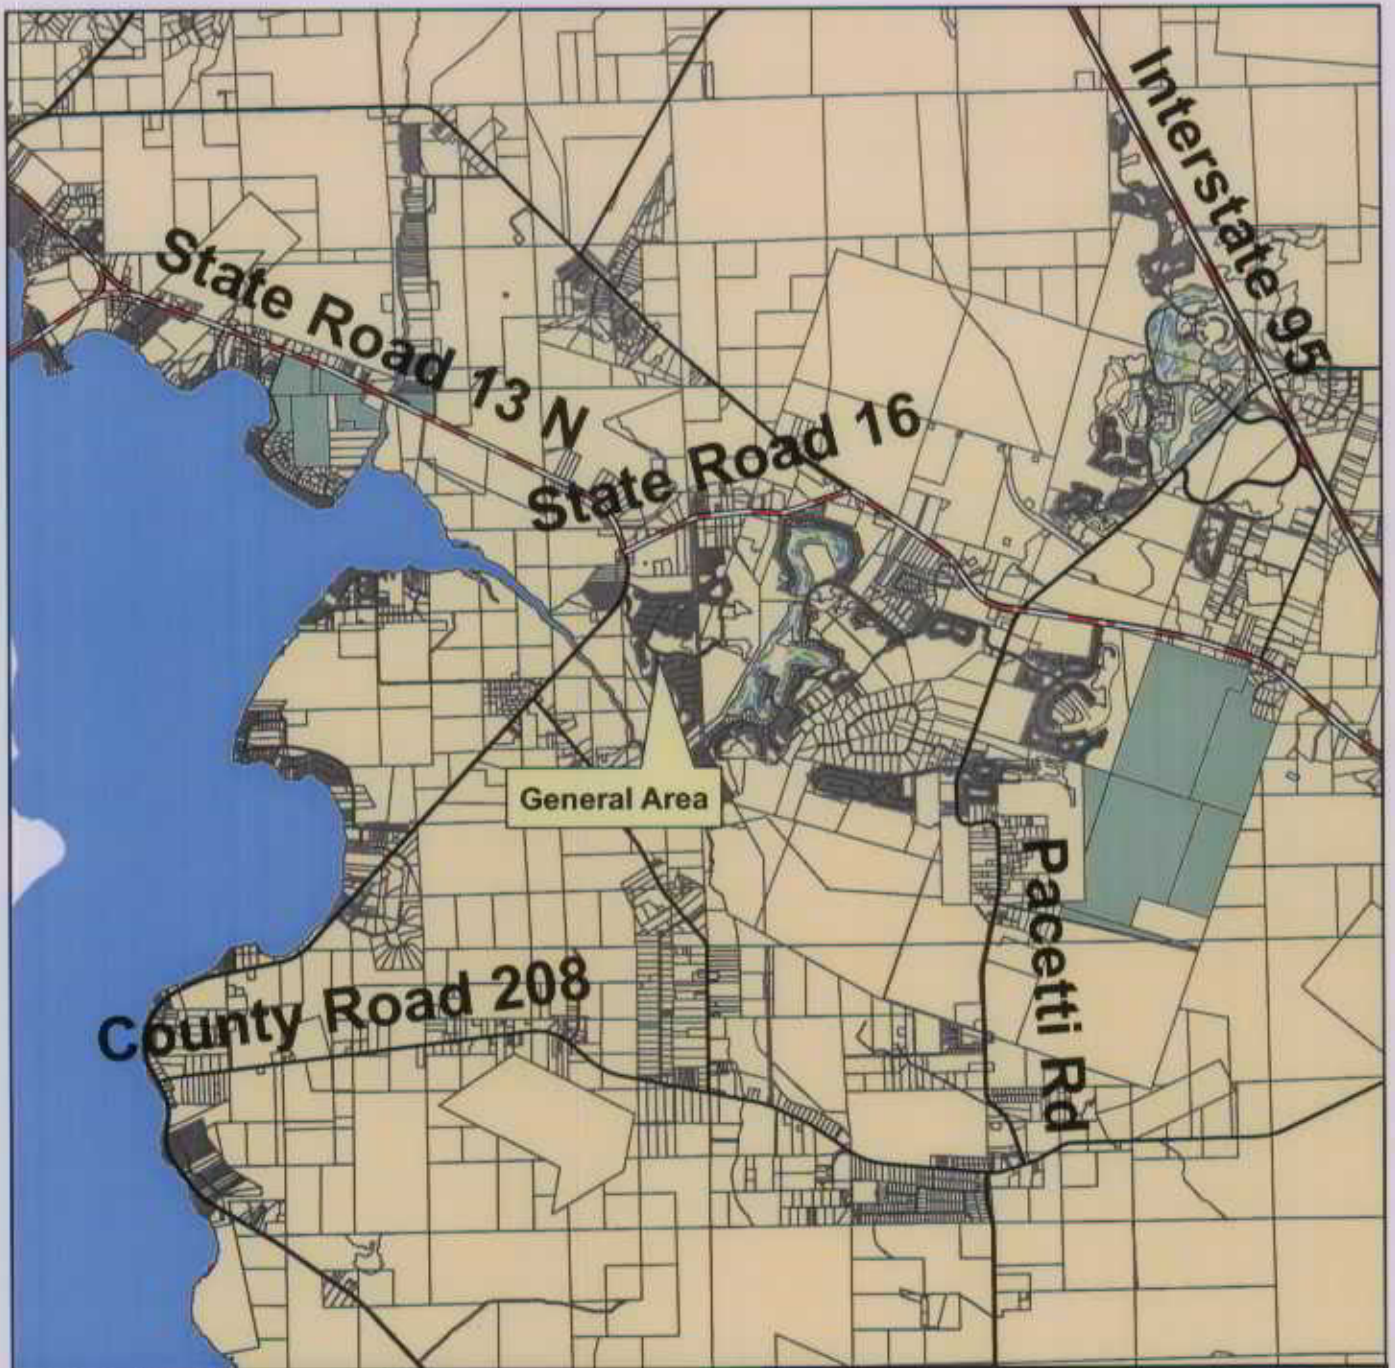 Interstate 95
State Road 13 N
State Road 16
General Area
Pacetti Rd
County Road 208